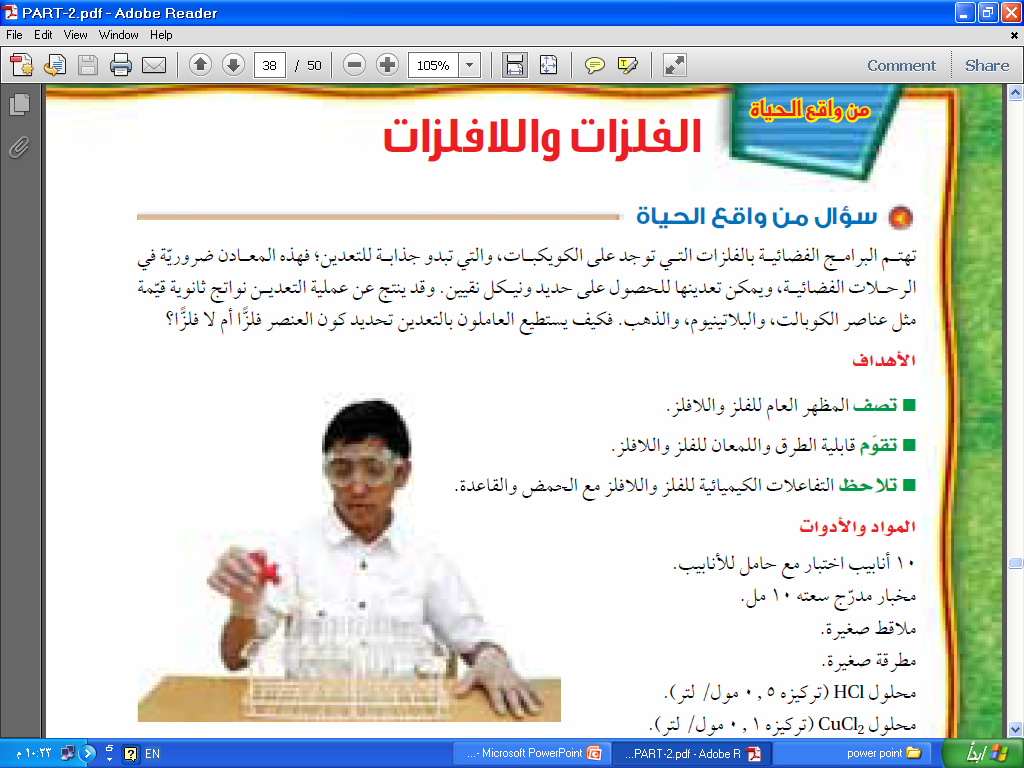 PART-2.pdf - Adobe Reader
File Edit View Window Help
38 / 50 105% Comment Share
من واقع الحياة
الفلزات واللافلزات
سؤال من واقع الحياة
تهتم البرامج الفضائية بالفلزات التي توجد على الكويكبات، والتي تبدو جذابة للتعدين؛ فهذه المعادن ضروريّة في
الرحلات الفضائية، ويمكن تعدينها للحصول على حديد ونيكل نقيين. وقد ينتج عن عملية التعدين نواتج ثانوية قيّمة
مثل عناصر الكوبالت، والبلاتينيوم، والذهب. فكيف يستطيع العاملون بالتعدين تحديد كون العنصر فلزًّا أم لا فلزًّا؟
الأهداف
■ تصف المظهر العام للفلز واللافلز.
■ تقوّم قابلية الطرق واللمعان للفلز واللافلز.
■ تلاحظ التفاعلات الكيميائية للفلز واللافلز مع الحمض والقاعدة.
المواد والأدوات
١٠ أنابيب اختبار مع حامل للأنابيب.
مخبار مدرّج سعته ١٠ مل.
ملاقط صغيرة.
مطرقة صغيرة.
محلول HCl (تركيزه ٥ , ٠ مول/ لتر).
محلول CuCl₂ (تركيزه ١ , ٠ مول/ لتر).
ابدأ power point PART-2.pdf - Adobe R... Microsoft PowerPoint -... EN ١٠:٢٣ م